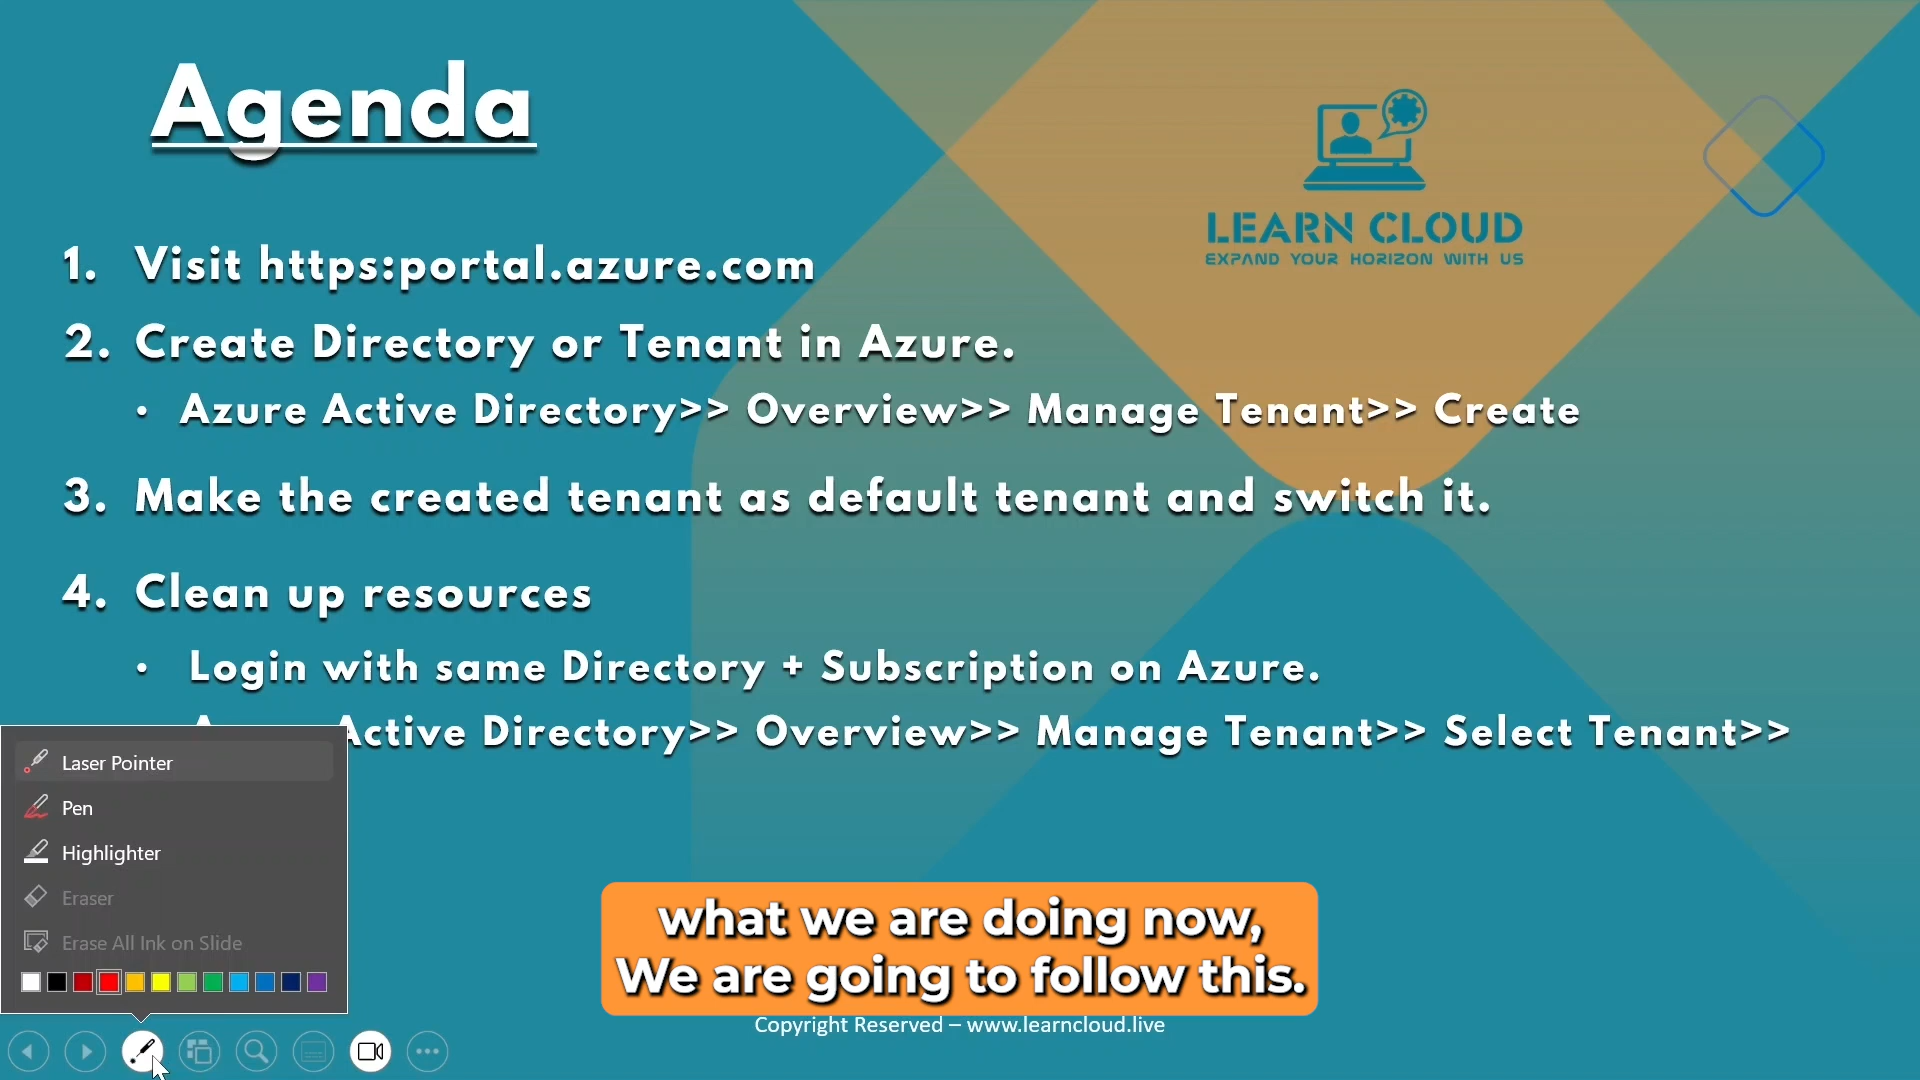 Agenda
LEARN CLOUD
EXPAND YOUR HORIZON WITH US
1. Visit https:portal.azure.com
2. Create Directory or Tenant in Azure.
• Azure Active Directory>> Overview>> Manage Tenant>> Create
3. Make the created tenant as default tenant and switch it.
4. Clean up resources
• Login with same Directory + Subscription on Azure.
Active Directory>> Overview>> Manage Tenant>> Select Tenant>>
Laser Pointer
Pen
Highlighter
Eraser
Erase All Ink on Slide
what we are doing now,
We are going to follow this.
Copyright Reserved – www.learncloud.live